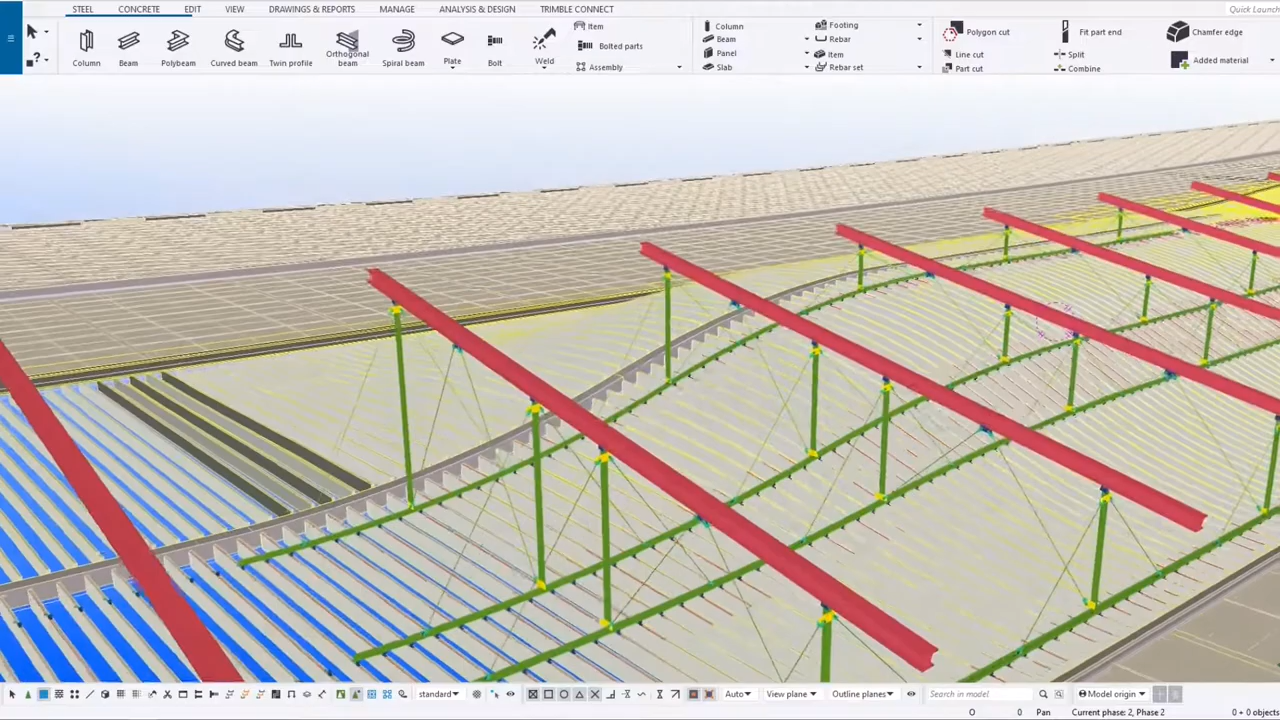 STEEL CONCRETE EDIT VIEW DRAWINGS & REPORTS MANAGE ANALYSIS & DESIGN TRIMBLE CONNECT Quick Launch
Column
Beam
Polybeam
Curved beam
Twin profile
Orthogonal
beam
Spiral beam
Plate
Bolt
Weld
Item
Bolted parts
Assembly
Column
Beam
Panel
Slab
Footing
Rebar
Item
Rebar set
Polygon cut
Line cut
Part cut
Fit part end
Split
Combine
Chamfer edge
Added material
standard Auto View plane Outline planes Search in model Model origin
O 0 Pan Current phase: 2, Phase 2 0 + 0 objects